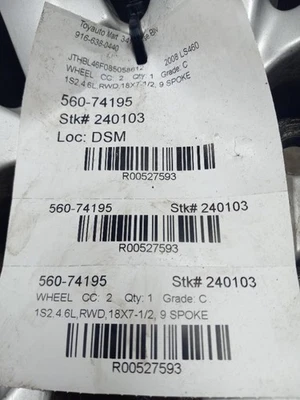 Toyauto Mart
916-638-0440
2008 LS460
WHEEL CC: 2 Qty: 1 Grade: C
1S2.4.6L,RWD,18X7-1/2, 9 SPOKE
560-74195
Stk# 240103
Loc: DSM
R00527593
560-74195 Stk# 240103
R00527593
560-74195 Stk# 240103
WHEEL CC: 2 Qty: 1 Grade: C
1S2.4.6L,RWD,18X7-1/2, 9 SPOKE
R00527593